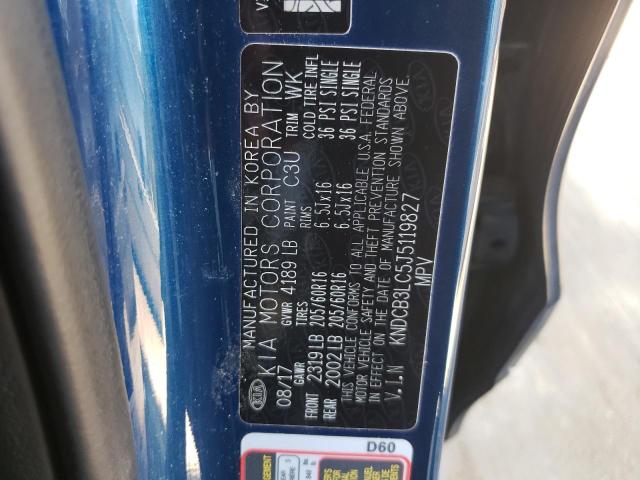 MANUFACTURED IN KOREA BY
KIA KIA MOTORS CORPORATION
08/17 GVWR 4189 LB PAINT C3U TRIM WK
GAWR TIRES RIMS COLD TIRE INFL
FRONT 2319 LB 205/60R16 6.5Jx16 36 PSI SINGLE
REAR 2002 LB 205/60R16 6.5Jx16 36 PSI SINGLE
THIS VEHICLE CONFORMS TO ALL APPLICABLE U.S.A. FEDERAL
MOTOR VEHICLE SAFETY AND THEFT PREVENTION STANDARDS
IN EFFECT ON THE DATE OF MANUFACTURE SHOWN ABOVE.
V.I.N KNDCB3LC5J5119827
MPV
D60